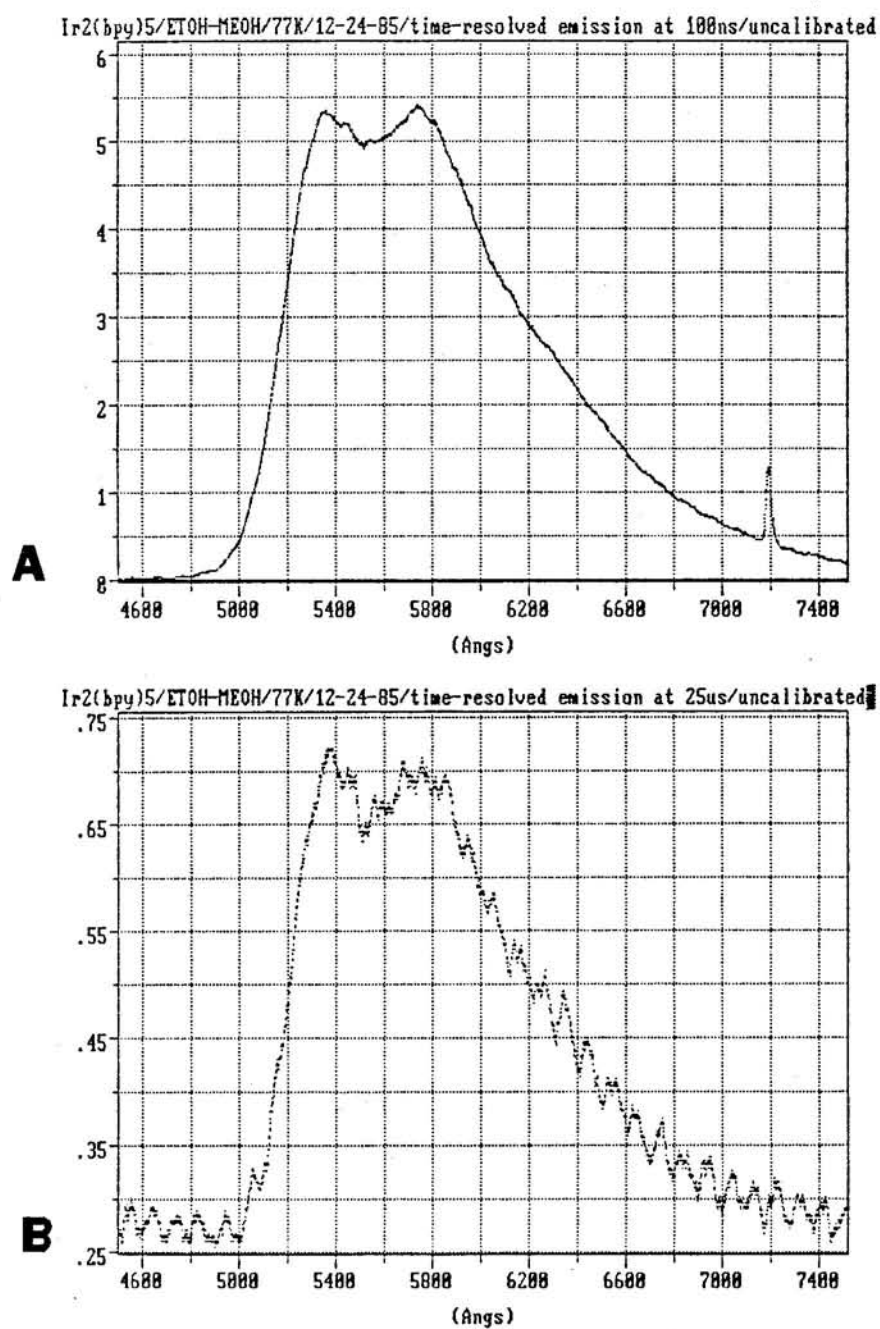 Ir2(bpy)5/ETOH-MEOH/77K/12-24-85/time-resolved emission at 100ns/uncalibrated
6
5
4
3
2
1
0
A
4600 5000 5400 5800 6200 6600 7000 7400
(Angs)
Ir2(bpy)5/ETOH-MEOH/77K/12-24-85/time-resolved emission at 25us/uncalibrated
.75
.65
.55
.45
.35
.25
B
4600 5000 5400 5800 6200 6600 7000 7400
(Angs)